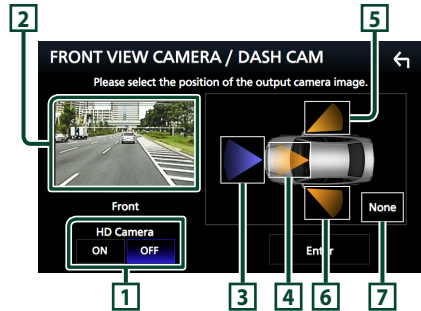 2
5
FRONT VIEW CAMERA / DASH CAM
Please select the position of the output camera image.
Front
HD Camera
ON OFF
None
Enter
1
3
4
6
7